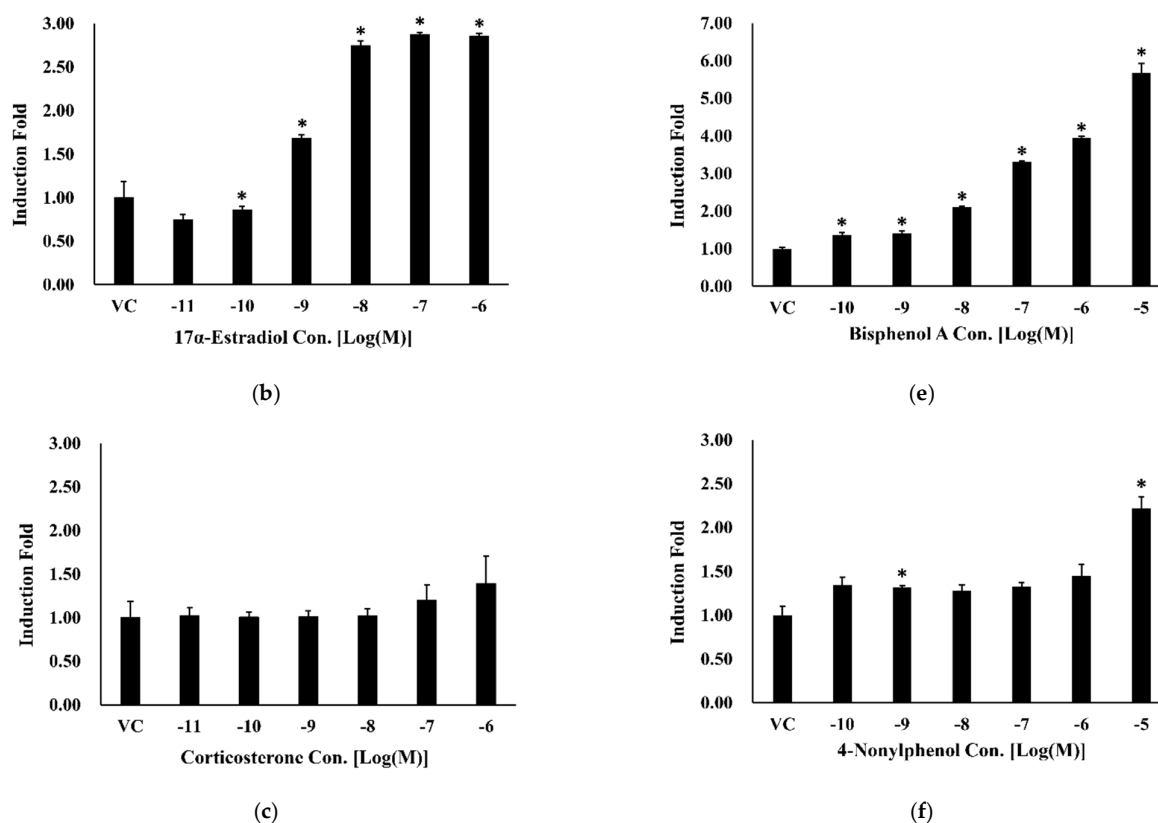 3.00
2.50
2.00
1.50
1.00
0.50
0.00
Induction Fold
* * * * *
VC -11 -10 -9 -8 -7 -6
17α-Estradiol Con. [Log(M)]
(b)
7.00
6.00
5.00
4.00
3.00
2.00
1.00
0.00
Induction Fold
* * * * * *
VC -10 -9 -8 -7 -6 -5
Bisphenol A Con. [Log(M)]
(e)
3.00
2.50
2.00
1.50
1.00
0.50
0.00
Induction Fold
VC -11 -10 -9 -8 -7 -6
Corticosterone Con. [Log(M)]
(c)
3.00
2.50
2.00
1.50
1.00
0.50
0.00
Induction Fold
* *
VC -10 -9 -8 -7 -6 -5
4-Nonylphenol Con. [Log(M)]
(f)